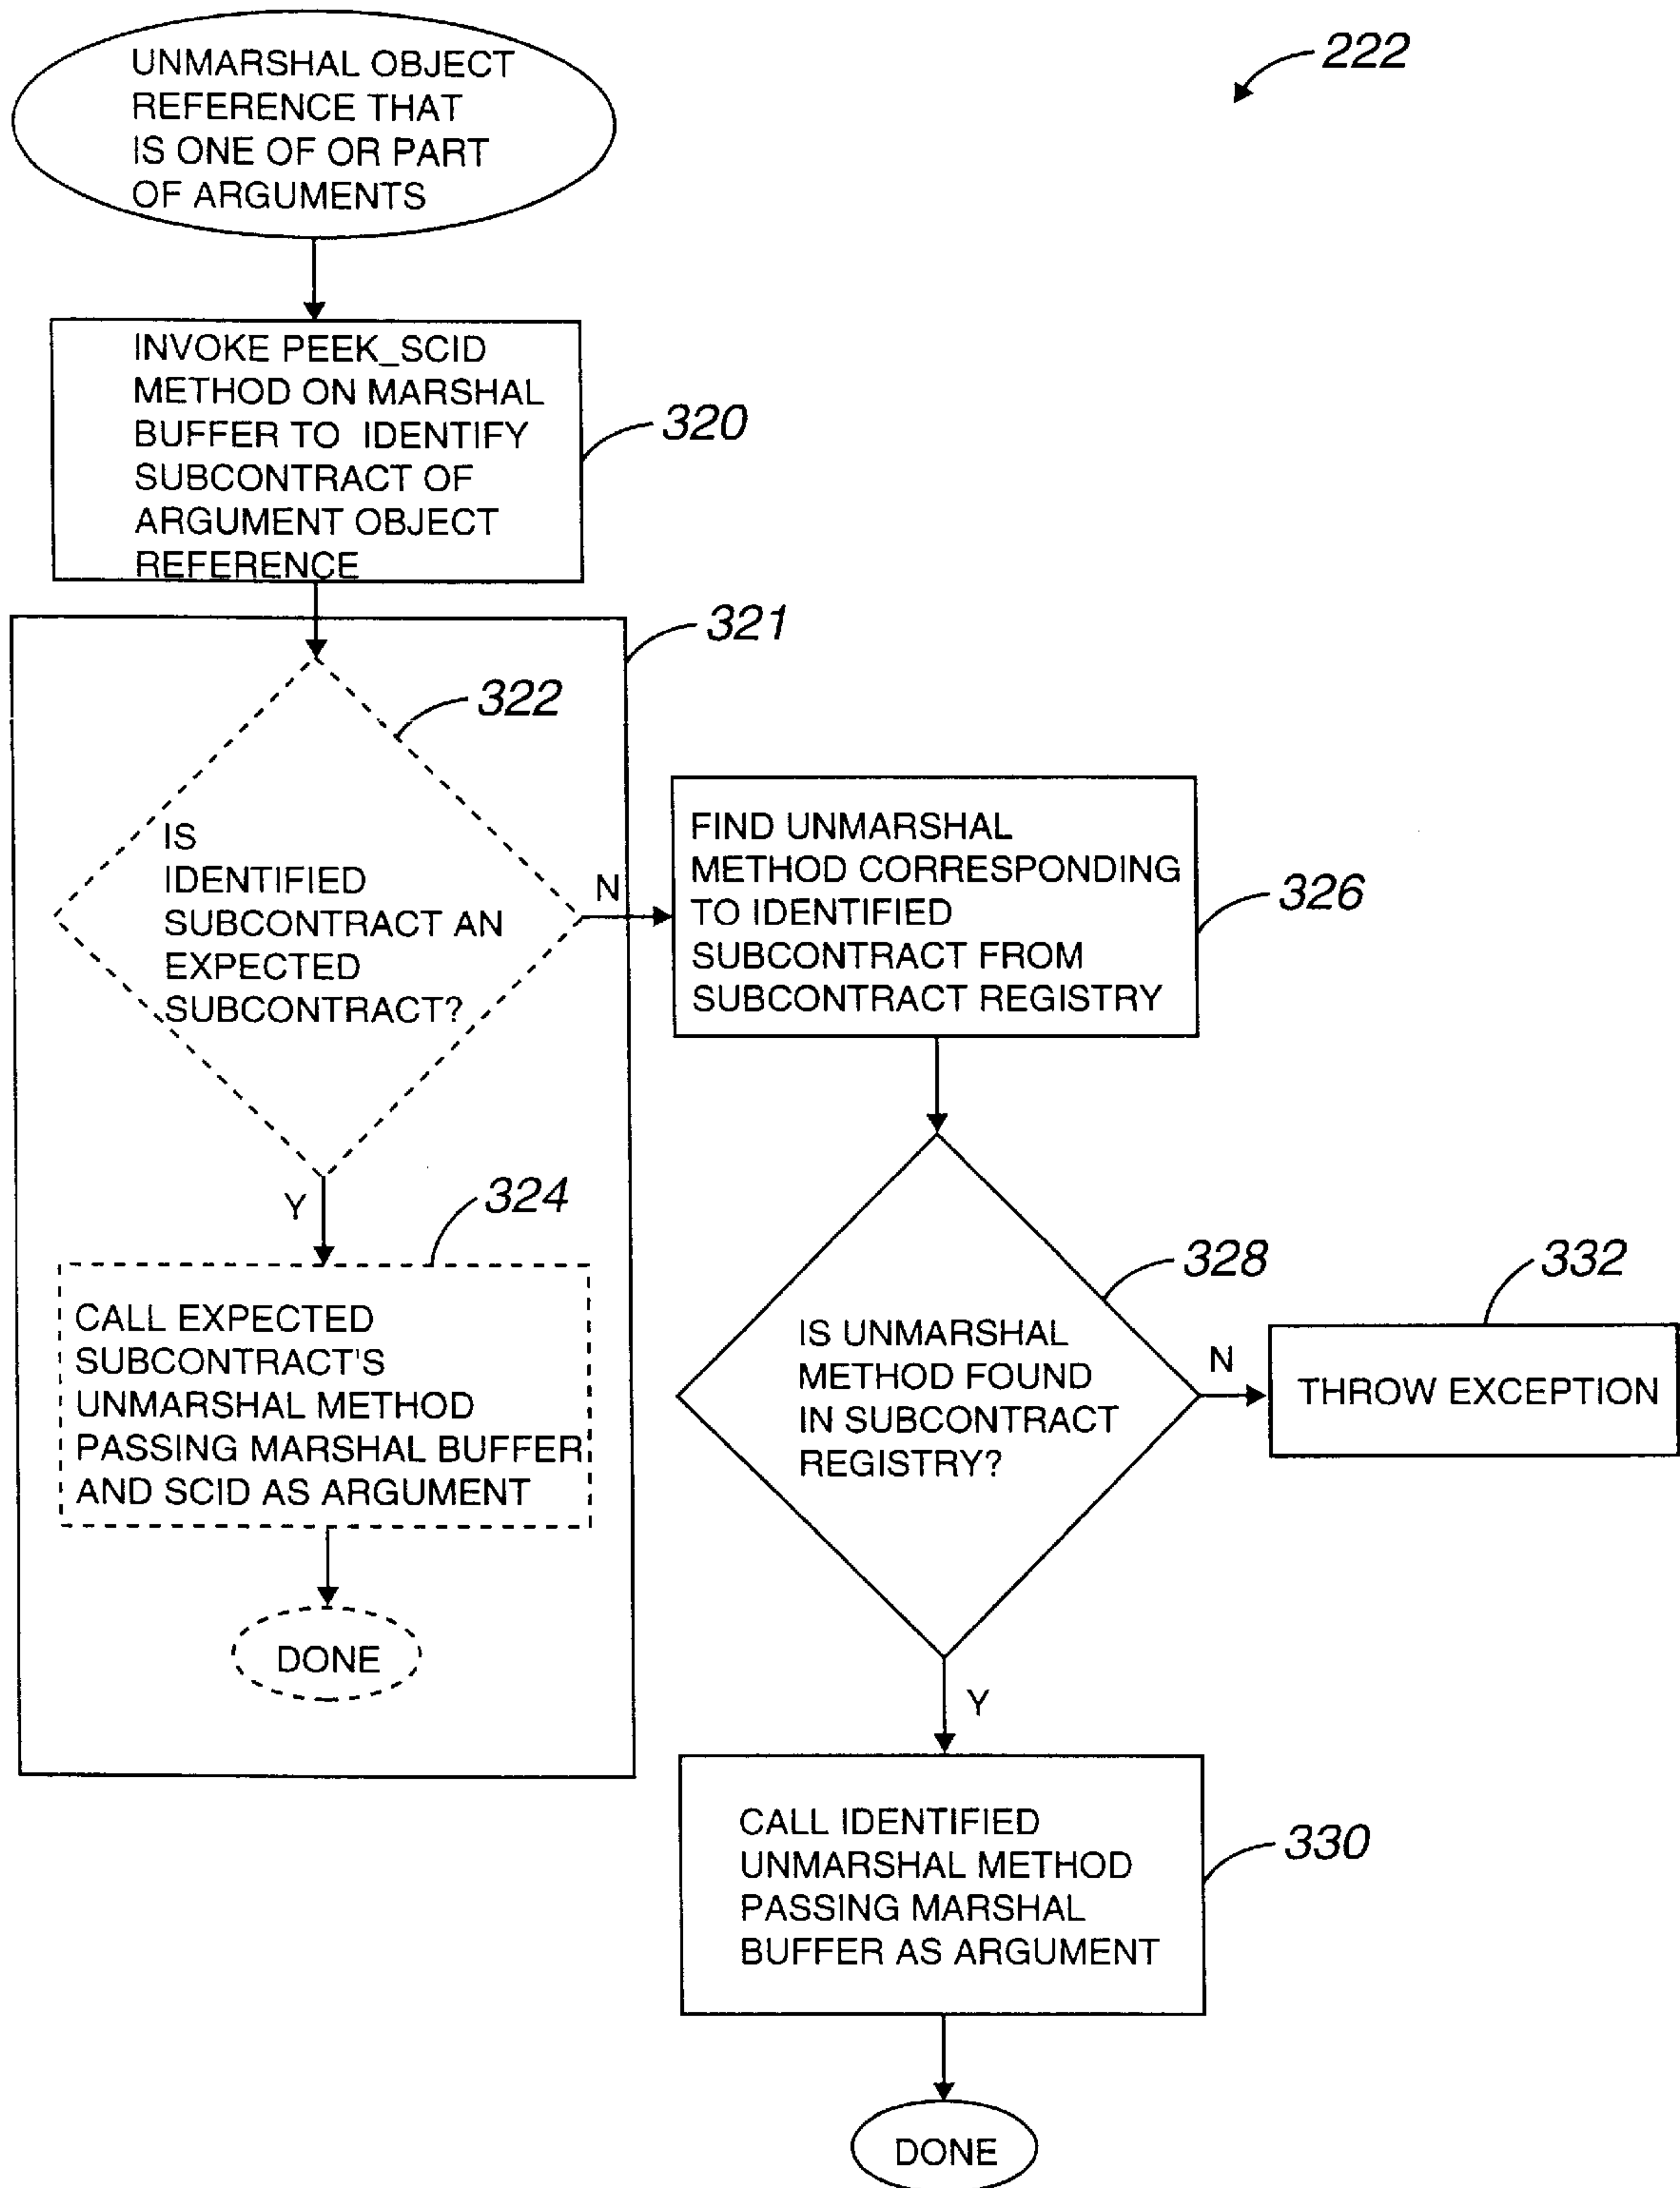 UNMARSHAL OBJECT
REFERENCE THAT
IS ONE OF OR PART
OF ARGUMENTS
222
INVOKE PEEK_SCID
METHOD ON MARSHAL
BUFFER TO IDENTIFY
SUBCONTRACT OF
ARGUMENT OBJECT
REFERENCE
320
321
322
IS
IDENTIFIED
SUBCONTRACT AN
EXPECTED
SUBCONTRACT?
N
FIND UNMARSHAL
METHOD CORRESPONDING
TO IDENTIFIED
SUBCONTRACT FROM
SUBCONTRACT REGISTRY
326
Y
324
CALL EXPECTED
SUBCONTRACT'S
UNMARSHAL METHOD
PASSING MARSHAL BUFFER
AND SCID AS ARGUMENT
DONE
328
IS UNMARSHAL
METHOD FOUND
IN SUBCONTRACT
REGISTRY?
N
332
THROW EXCEPTION
Y
CALL IDENTIFIED
UNMARSHAL METHOD
PASSING MARSHAL
BUFFER AS ARGUMENT
330
DONE